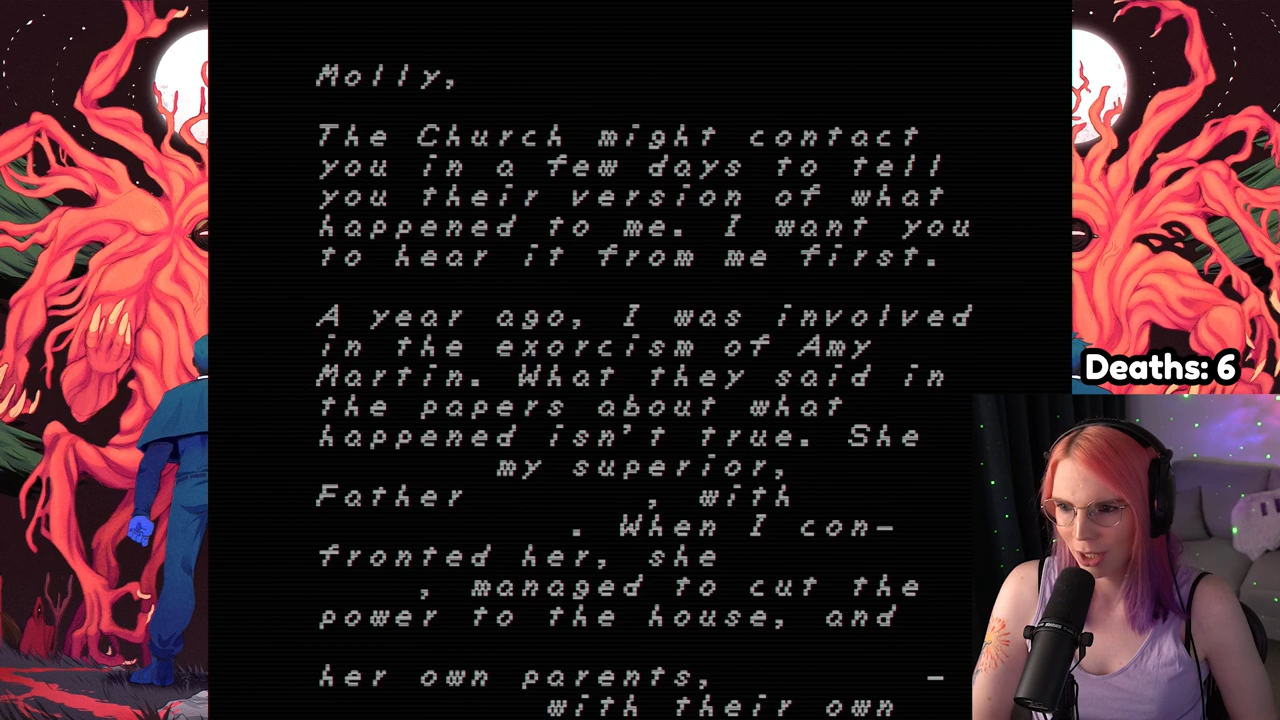 Molly,
The Church might contact
you in a few days to tell
you their version of what
happened to me. I want you
to hear it from me first.
A year ago, I was involved
in the exorcism of Amy
Martin. What they said in
the papers about what
happened isn't true. She
my superior,
Father , with
. When I con-
fronted her, she
, managed to cut the
power to the house, and
her own parents, -
with their own
Deaths: 6